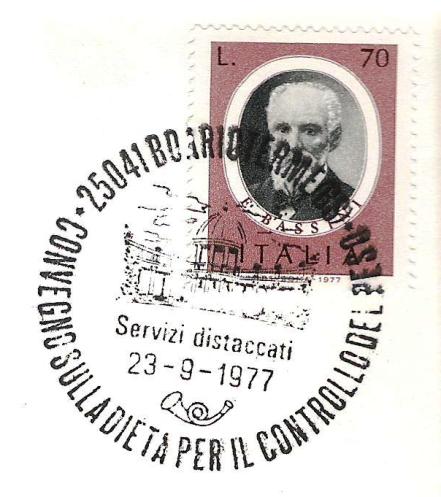 L. 70
E. BASSINI
ITALIA
1977
* 25041 BOARIO TERME BS *
CONVEGNO SULLA DIETA PER IL CONTROLLO DEL PESO
Servizi distaccati
23-9-1977